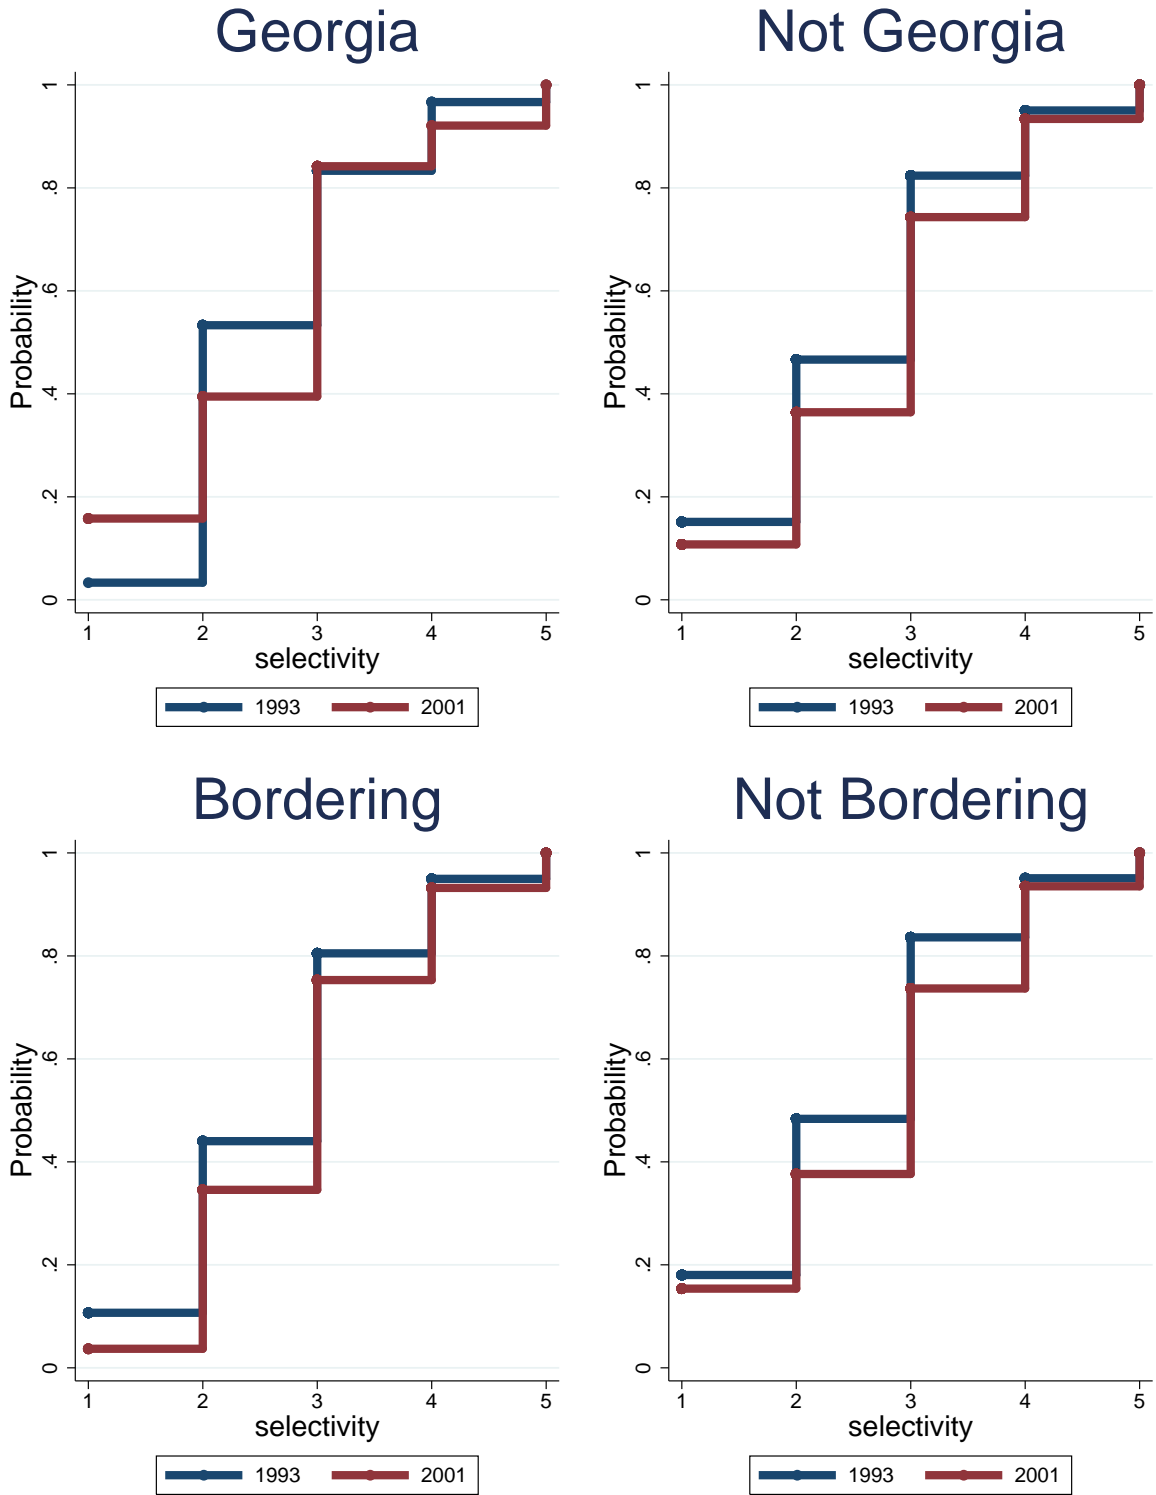 Georgia
Not Georgia
Probability
1
.8
.6
.4
.2
0
1 2 3 4 5
selectivity
1993 2001
Probability
1
.8
.6
.4
.2
0
1 2 3 4 5
selectivity
1993 2001
Bordering
Not Bordering
Probability
1
.8
.6
.4
.2
0
1 2 3 4 5
selectivity
1993 2001
Probability
1
.8
.6
.4
.2
0
1 2 3 4 5
selectivity
1993 2001